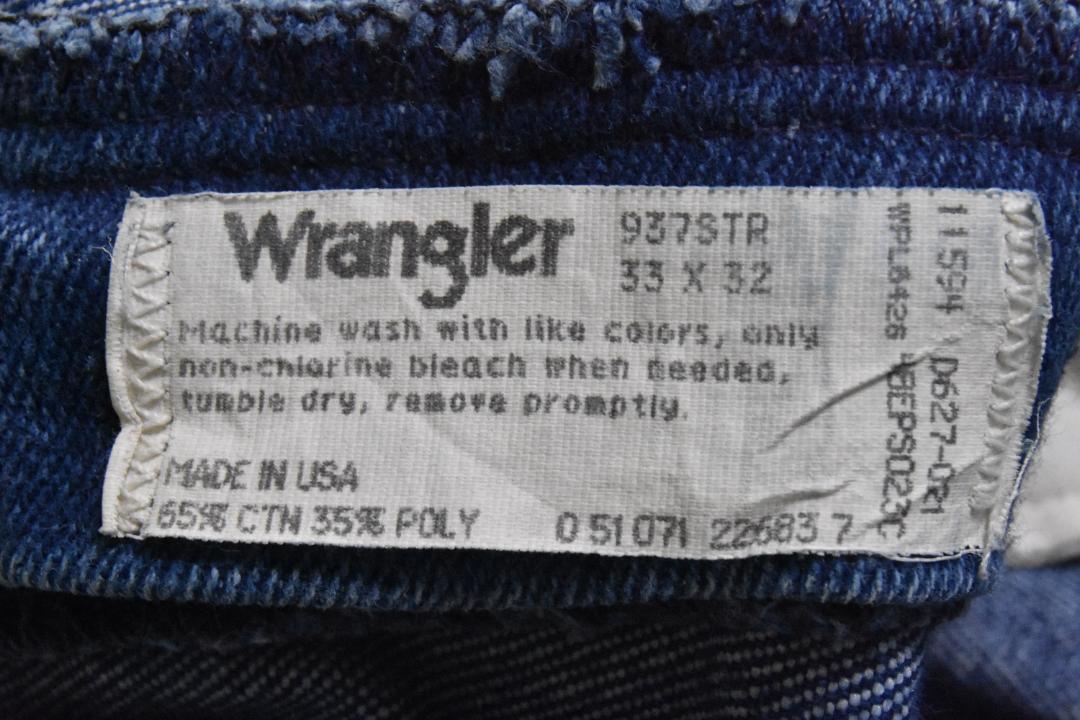 Wrangler
937STR
33 X 32
Machine wash with like colors, only
non-chlorine bleach when needed,
tumble dry, remove promptly.
MADE IN USA
65% CTN 35% POLY
0 51071 22683 7
11594 D627-021
WPL8426